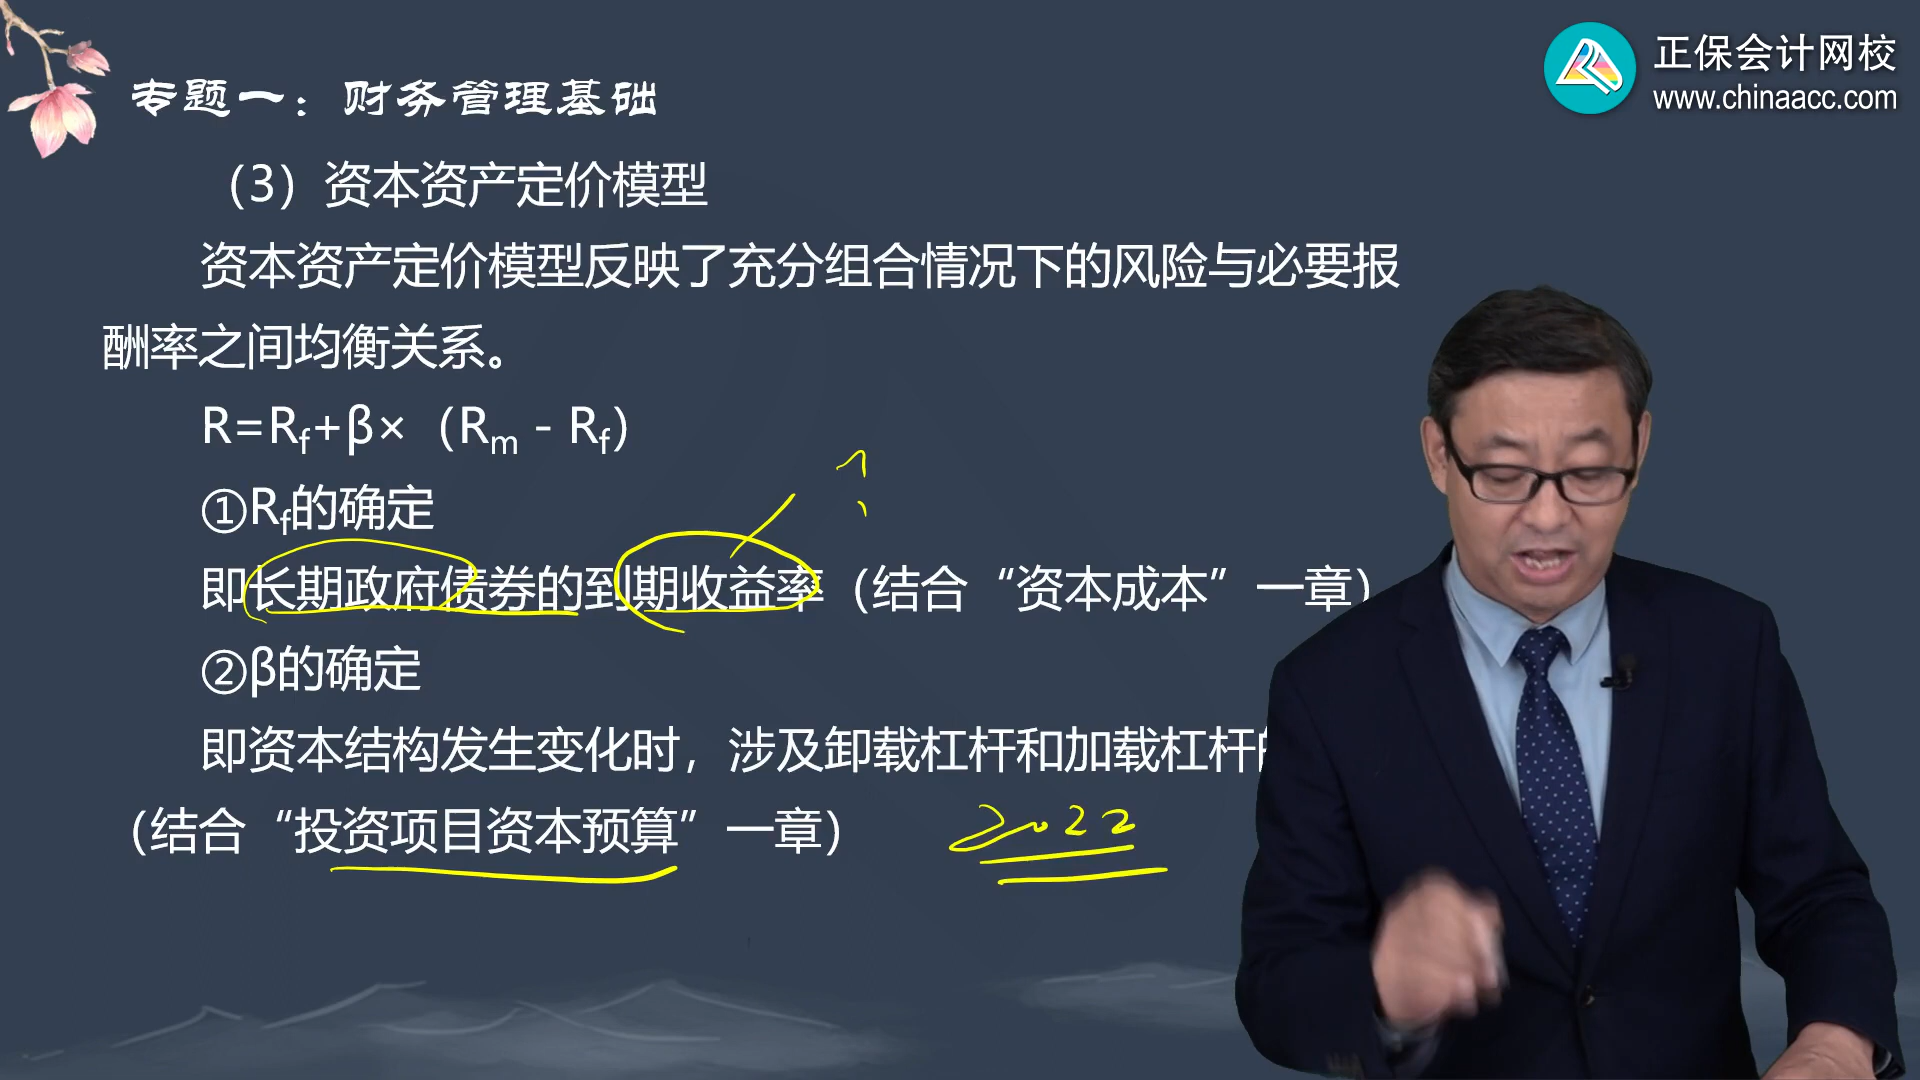 正保会计网校
www.chinaacc.com
专题一：财务管理基础
（3）资本资产定价模型
资本资产定价模型反映了充分组合情况下的风险与必要报
酬率之间均衡关系。
R=Rf+β×（Rm - Rf）
①Rf的确定
即长期政府债券的到期收益率（结合“资本成本”一章）
②β的确定
即资本结构发生变化时，涉及卸载杠杆和加载杠杆
（结合“投资项目资本预算”一章）
2022